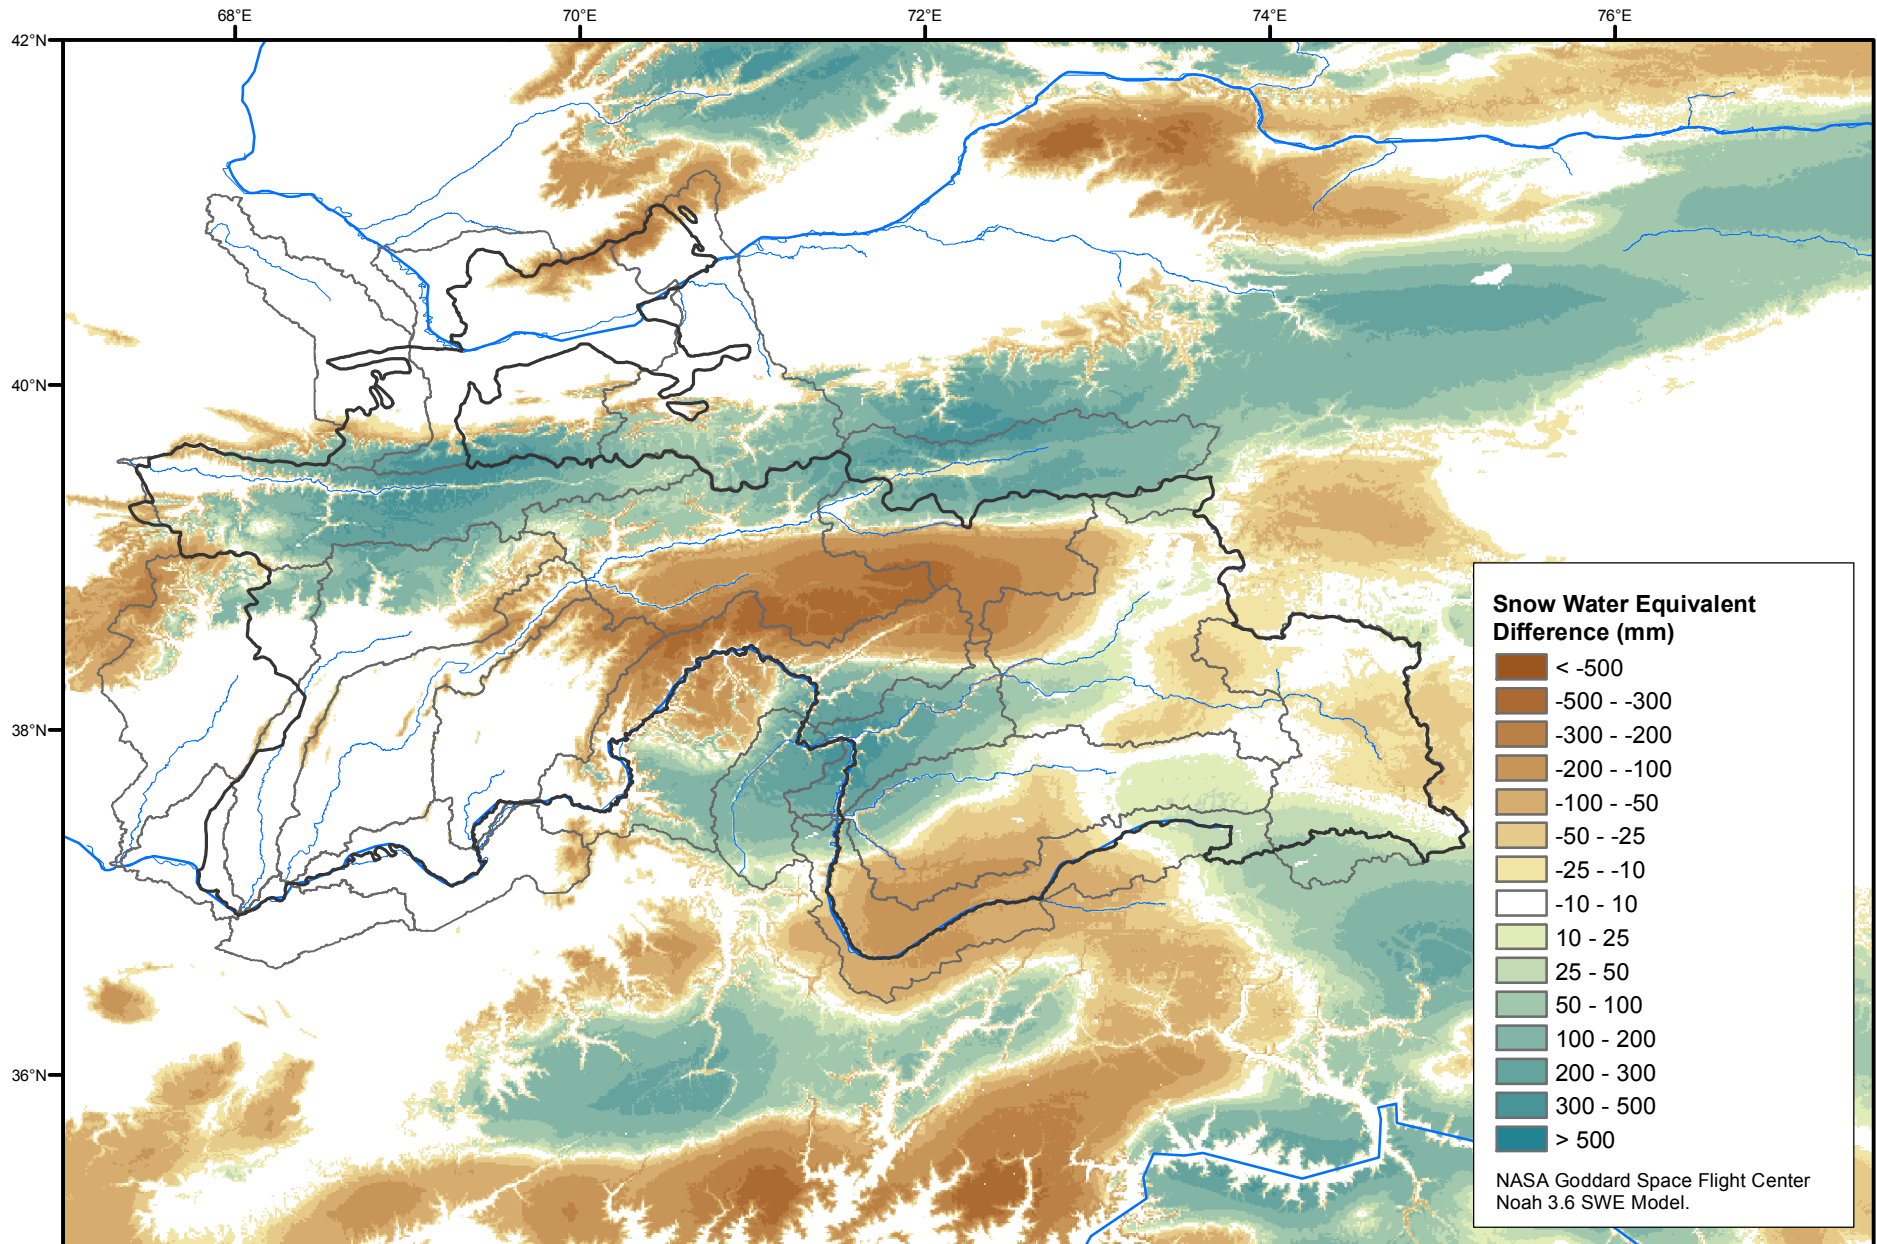 68°E 70°E 72°E 74°E 76°E
42°N
40°N
38°N
36°N
Snow Water Equivalent
Difference (mm)
< -500
-500 - -300
-300 - -200
-200 - -100
-100 - -50
-50 - -25
-25 - -10
-10 - 10
10 - 25
25 - 50
50 - 100
100 - 200
200 - 300
300 - 500
> 500
NASA Goddard Space Flight Center
Noah 3.6 SWE Model.